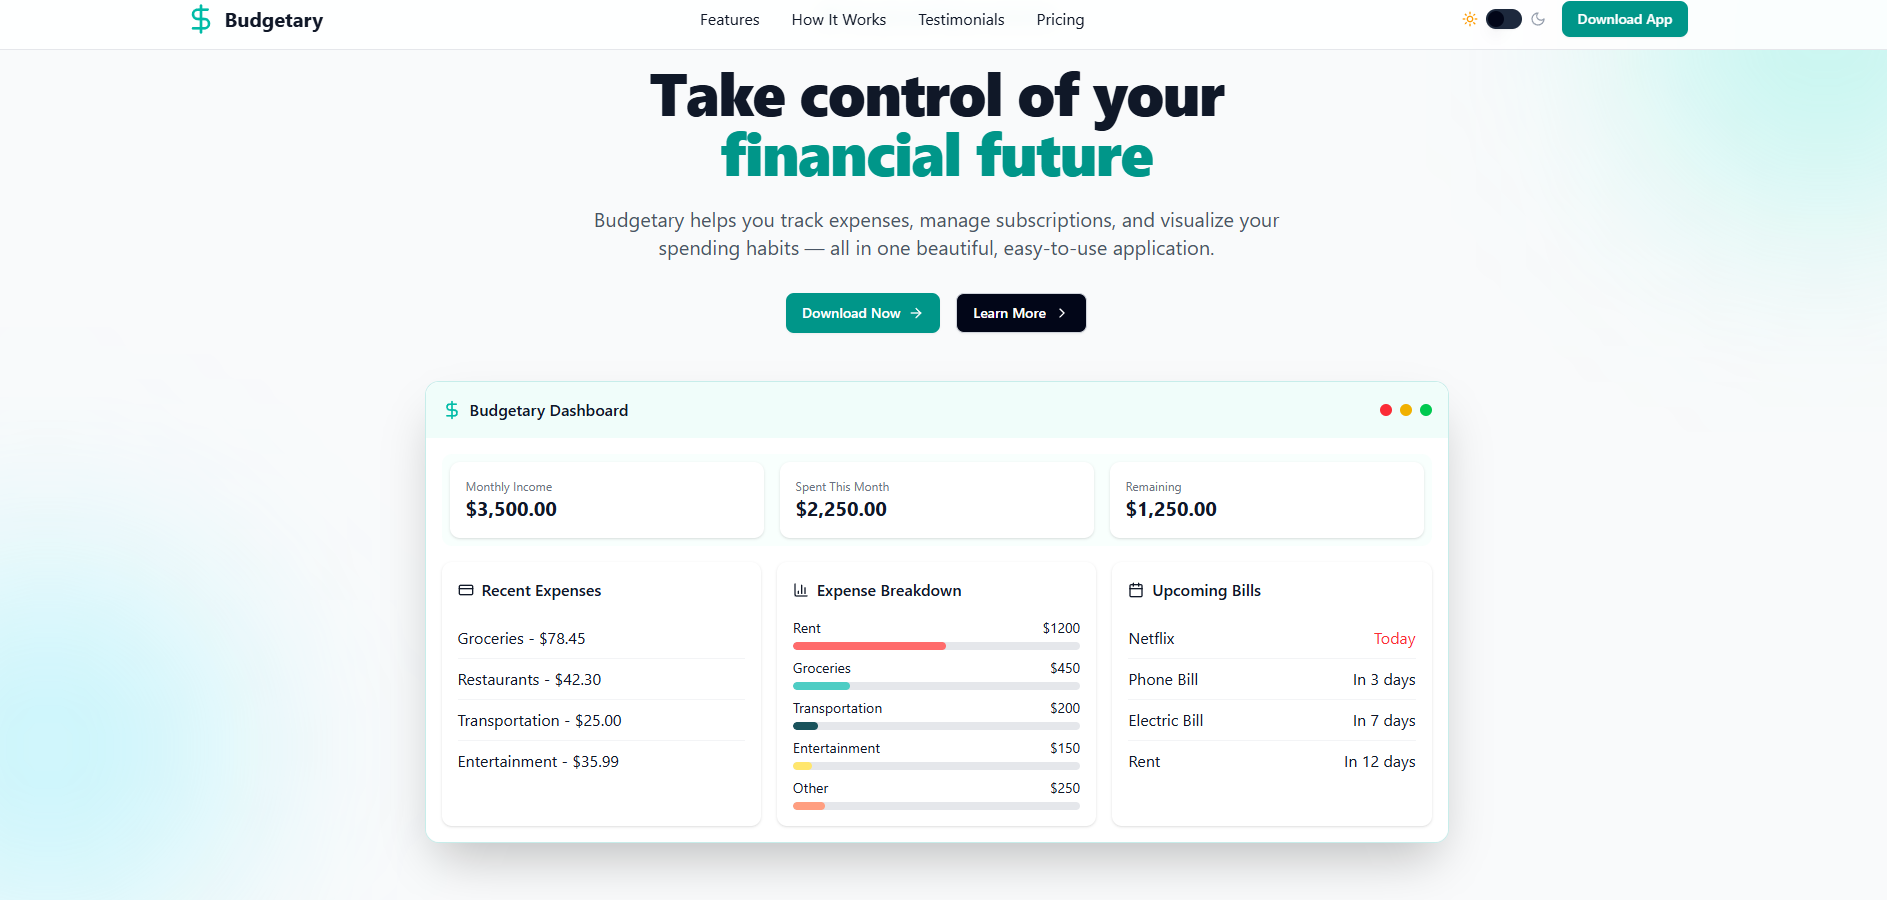 Budgetary
Features How It Works Testimonials Pricing
Download App
Take control of your
financial future
Budgetary helps you track expenses, manage subscriptions, and visualize your
spending habits — all in one beautiful, easy-to-use application.
Download Now
Learn More
$ Budgetary Dashboard
Monthly Income
$3,500.00
Spent This Month
$2,250.00
Remaining
$1,250.00
Recent Expenses
Groceries - $78.45
Restaurants - $42.30
Transportation - $25.00
Entertainment - $35.99
Expense Breakdown
Rent $1200
Groceries $450
Transportation $200
Entertainment $150
Other $250
Upcoming Bills
Netflix Today
Phone Bill In 3 days
Electric Bill In 7 days
Rent In 12 days